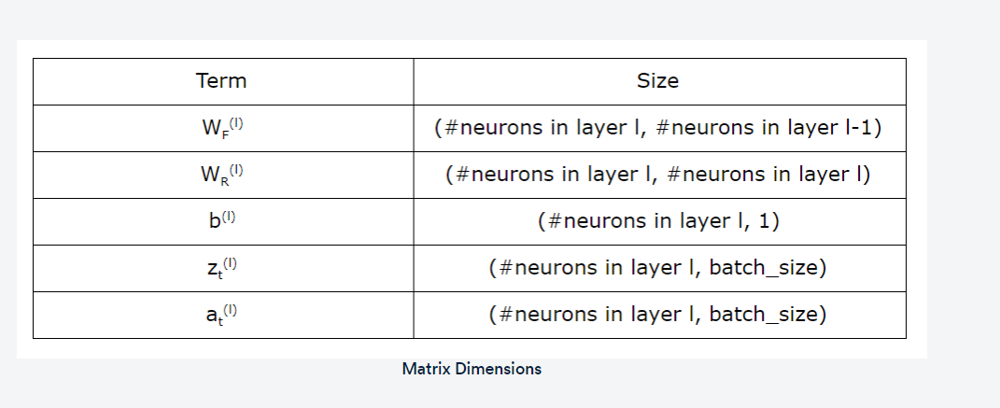 Term Size
W_F^(l) (#neurons in layer l, #neurons in layer l-1)
W_R^(l) (#neurons in layer l, #neurons in layer l)
b^(l) (#neurons in layer l, 1)
z_t^(l) (#neurons in layer l, batch_size)
a_t^(l) (#neurons in layer l, batch_size)
Matrix Dimensions